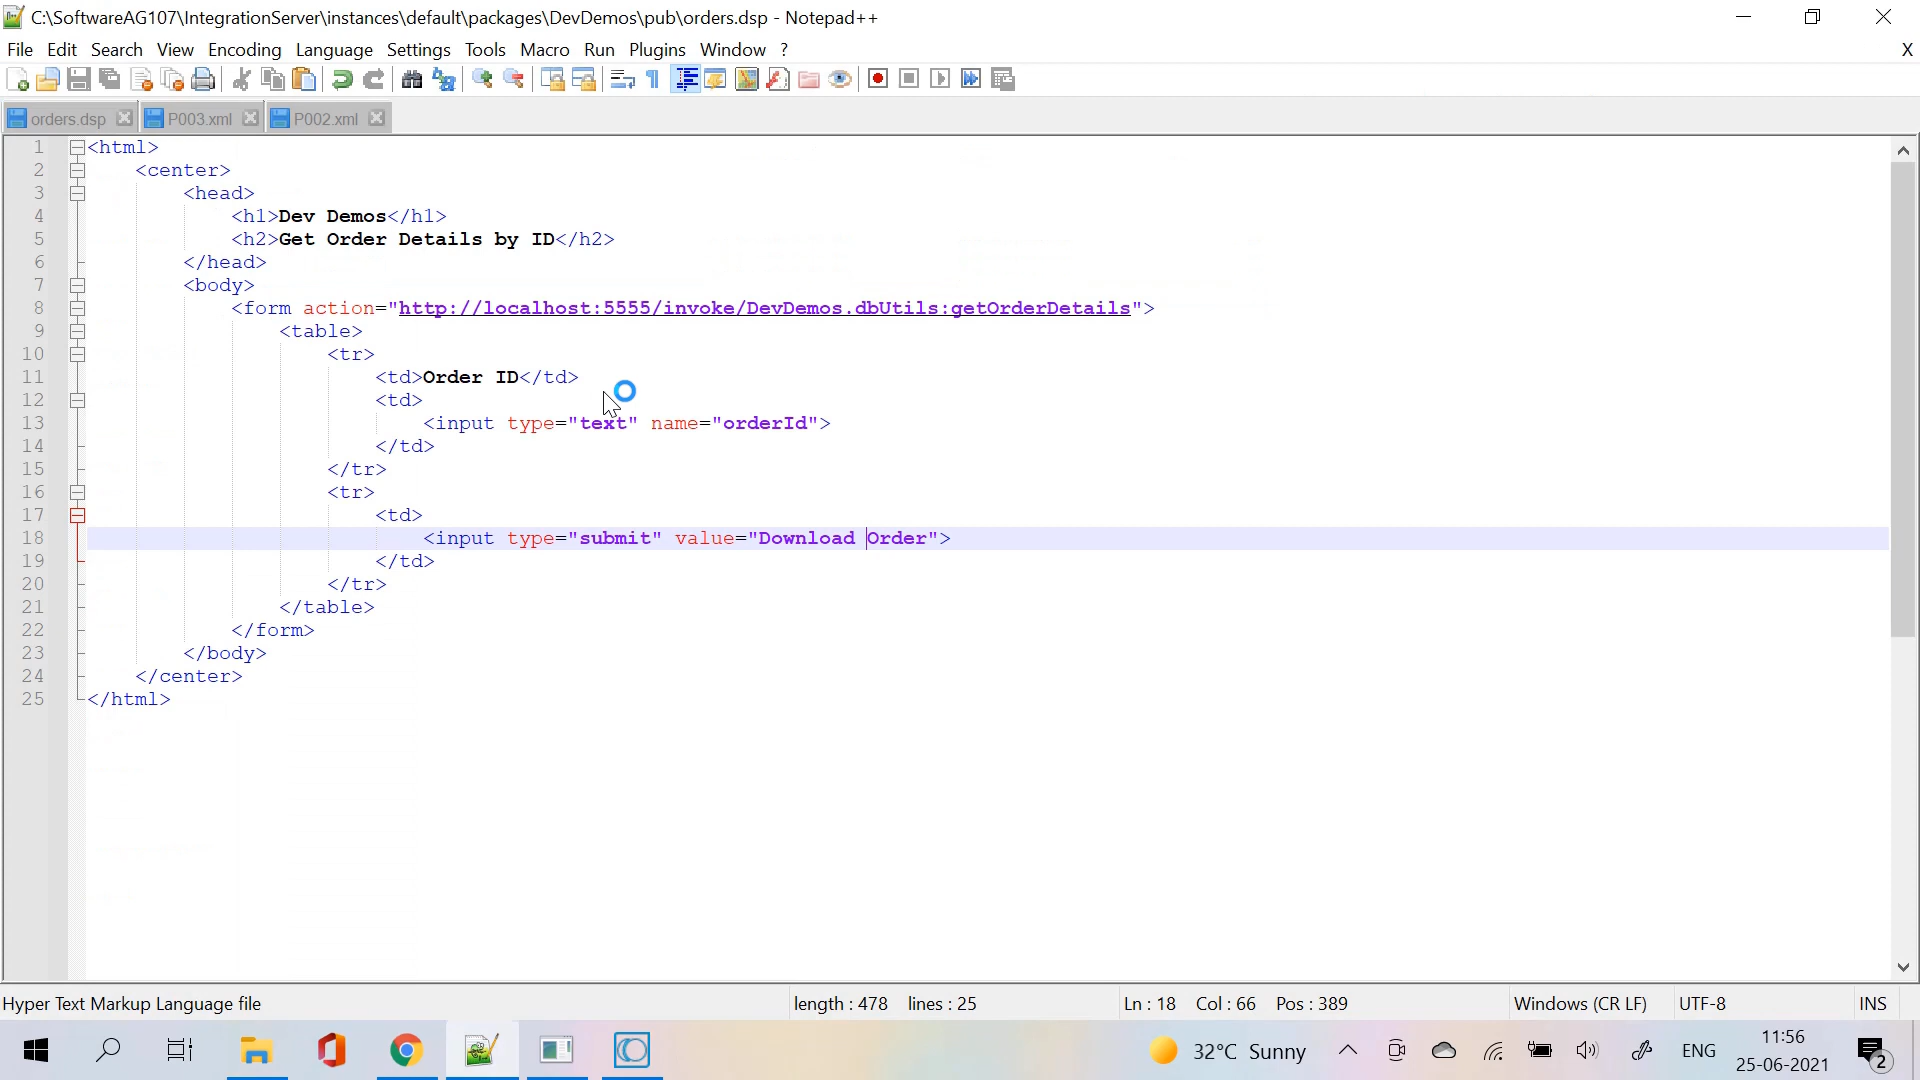 C:\SoftwareAG107\IntegrationServer\instances\default\packages\DevDemos\pub\orders.dsp - Notepad++
File Edit Search View Encoding Language Settings Tools Macro Run Plugins Window ? X
orders.dsp P003.xml P002.xml
1 <html>
2 <center>
3 <head>
4 <h1>Dev Demos</h1>
5 <h2>Get Order Details by ID</h2>
6 </head>
7 <body>
8 <form action="http://localhost:5555/invoke/DevDemos.dbUtils:getOrderDetails">
9 <table>
10 <tr>
11 <td>Order ID</td>
12 <td>
13 <input type="text" name="orderId">
14 </td>
15 </tr>
16 <tr>
17 <td>
18 <input type="submit" value="Download Order">
19 </td>
20 </tr>
21 </table>
22 </form>
23 </body>
24 </center>
25 </html>
Hyper Text Markup Language file length : 478 lines : 25 Ln : 18 Col : 66 Pos : 389 Windows (CR LF) UTF-8 INS
32°C Sunny ENG 11:56
25-06-2021 2